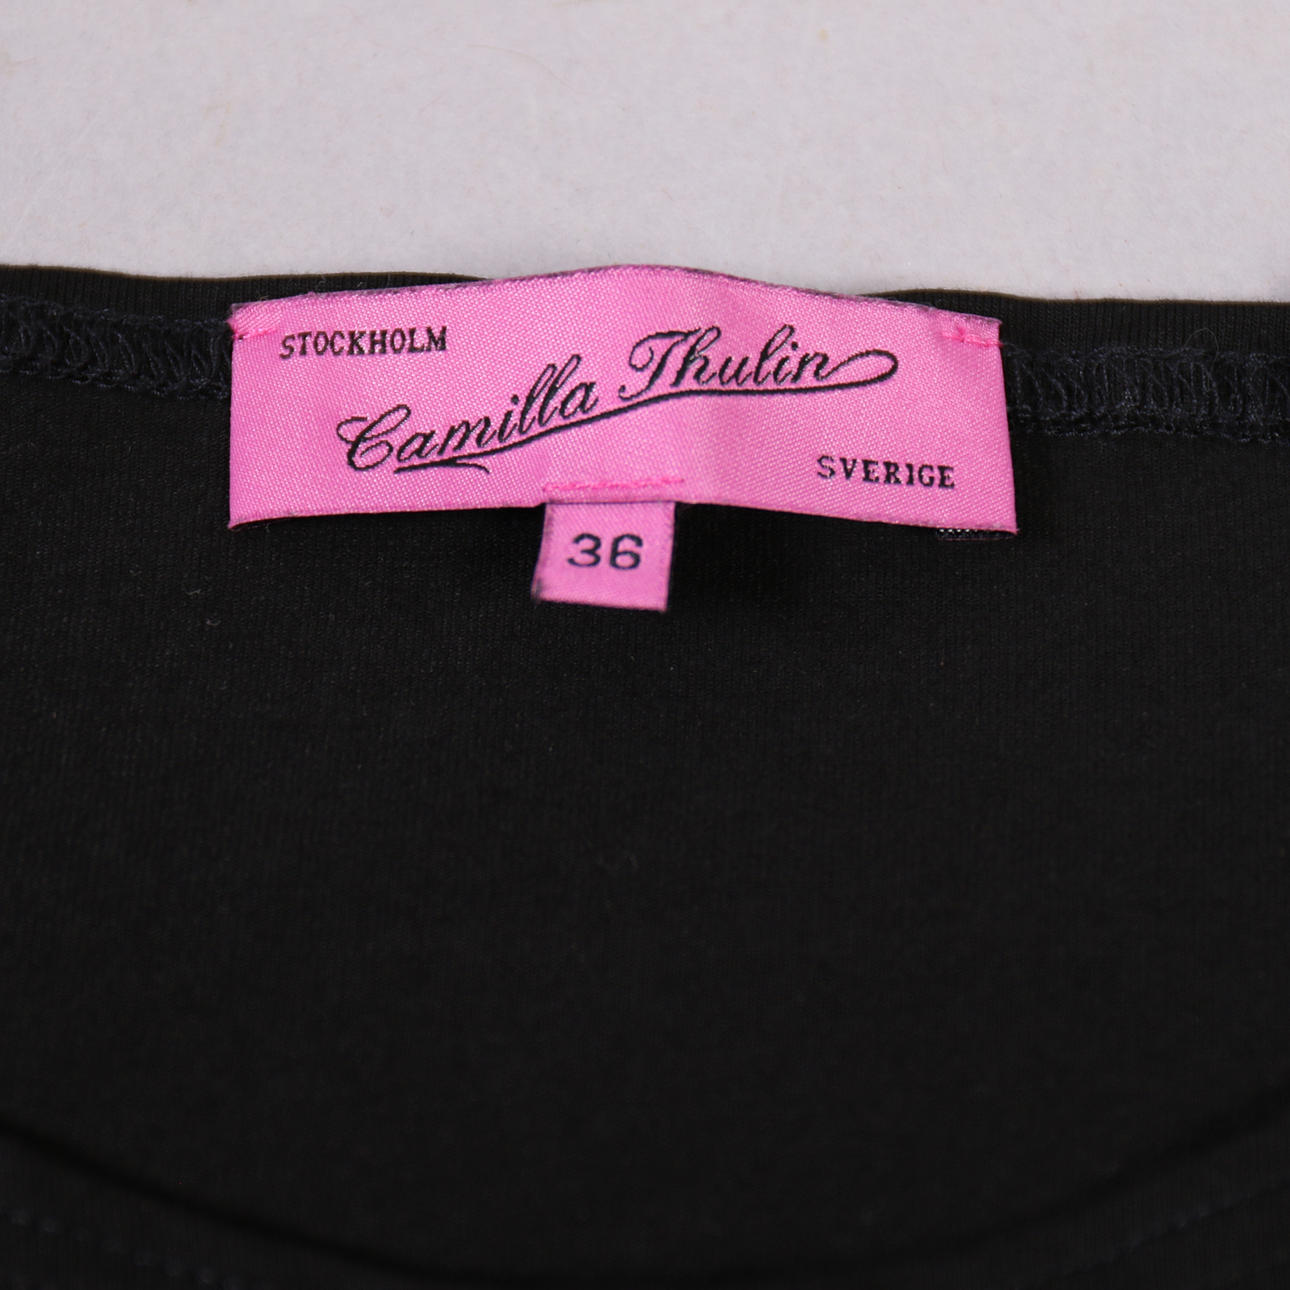 STOCKHOLM
Camilla Thulin
SVERIGE
36